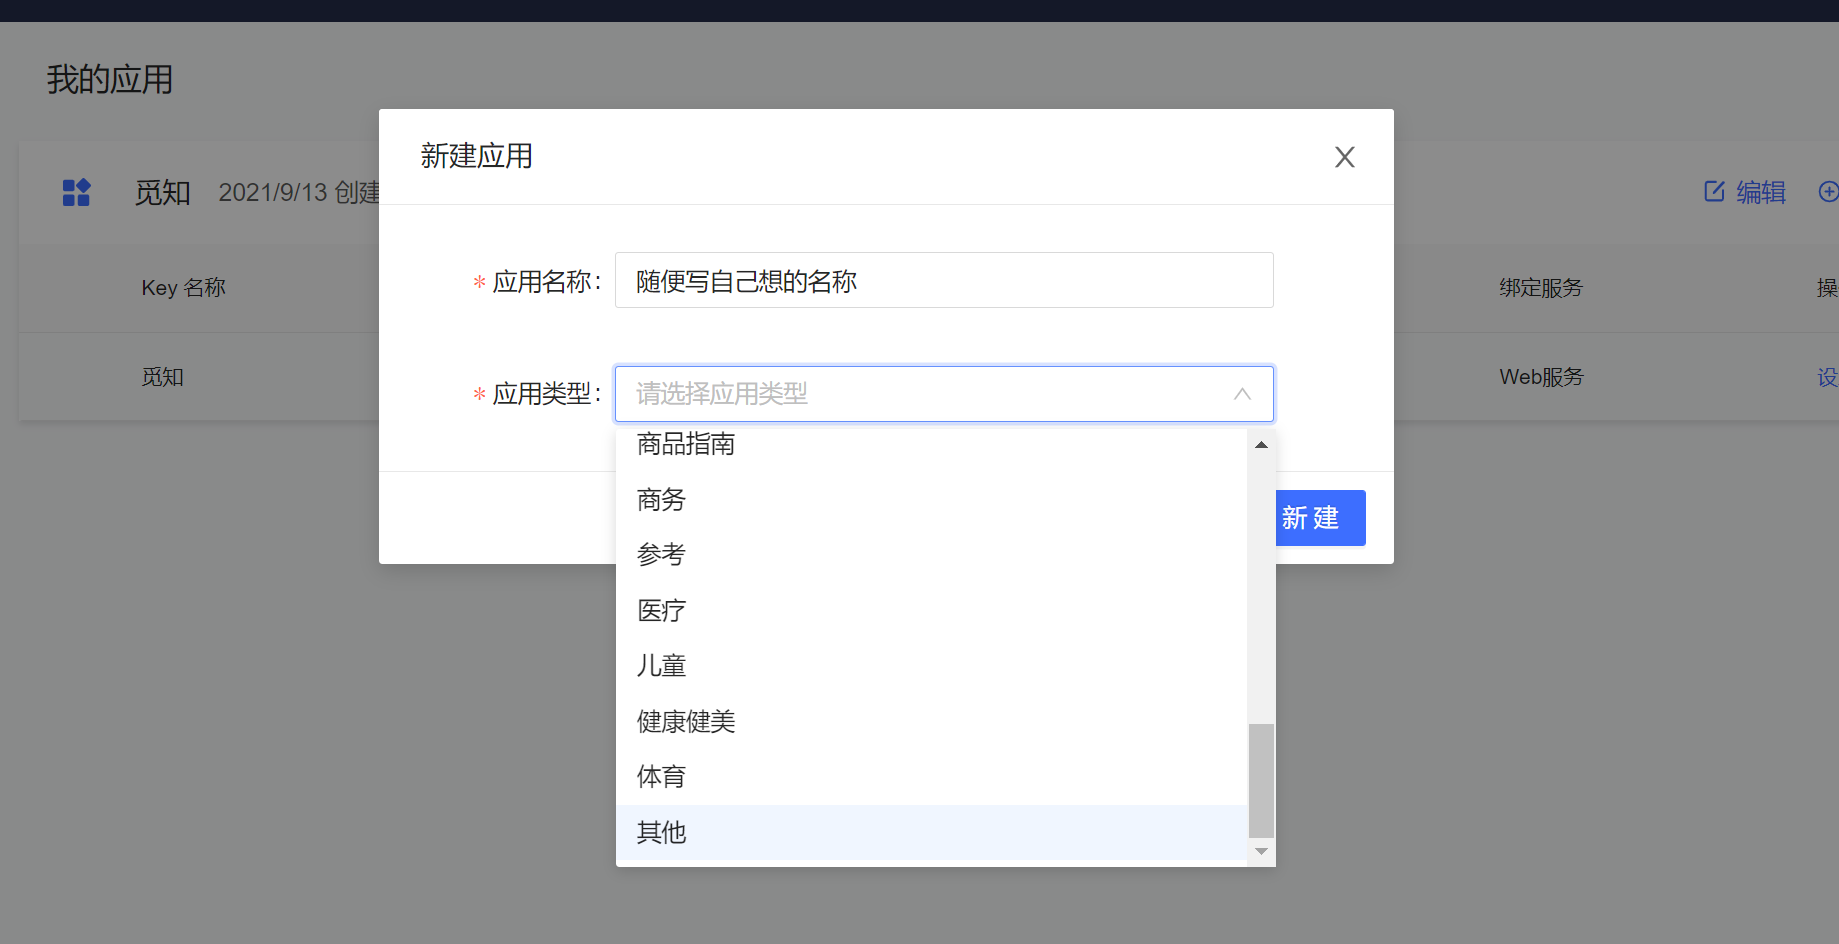 我的应用
新建应用
觅知 2021/9/13 创建
编辑
* 应用名称： 随便写自己想的名称
Key 名称
绑定服务
操
* 应用类型： 请选择应用类型
觅知
Web服务
设
商品指南
商务
新 建
参考
医疗
儿童
健康健美
体育
其他